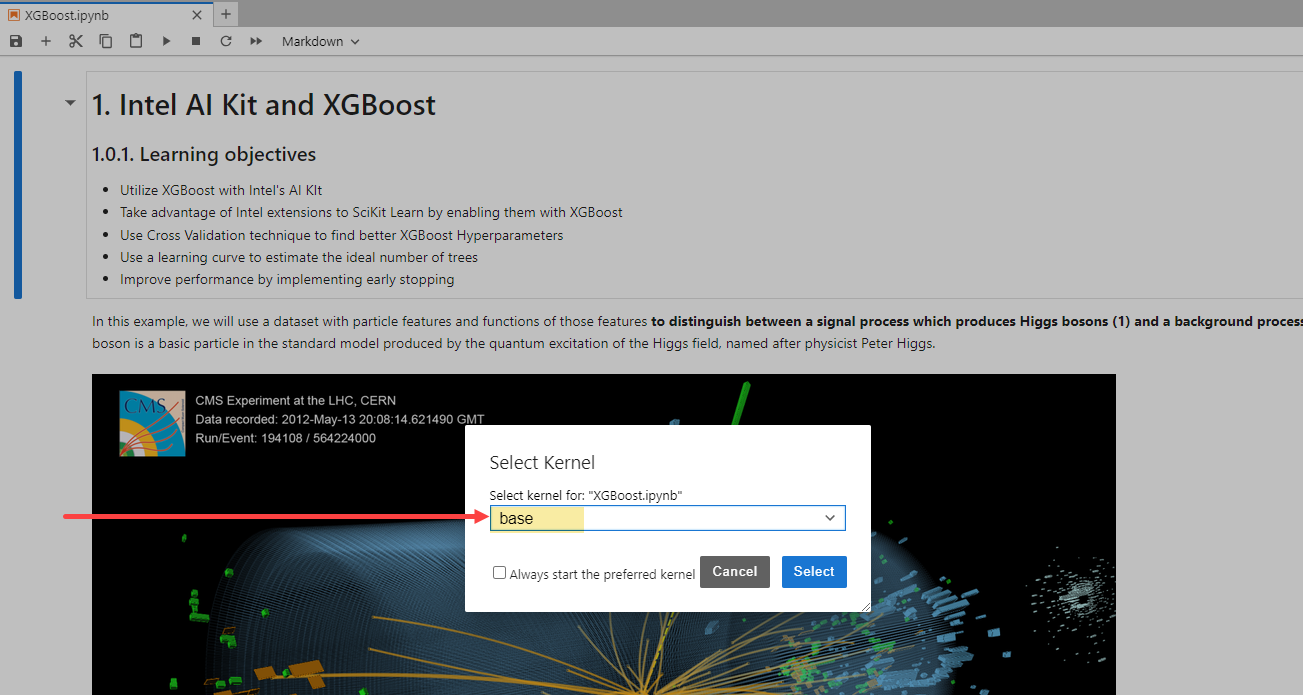 XGBoost.ipynb
Markdown
1. Intel AI Kit and XGBoost
1.0.1. Learning objectives
Utilize XGBoost with Intel's AI KIt
Take advantage of Intel extensions to SciKit Learn by enabling them with XGBoost
Use Cross Validation technique to find better XGBoost Hyperparameters
Use a learning curve to estimate the ideal number of trees
Improve performance by implementing early stopping
In this example, we will use a dataset with particle features and functions of those features to distinguish between a signal process which produces Higgs bosons (1) and a background process
boson is a basic particle in the standard model produced by the quantum excitation of the Higgs field, named after physicist Peter Higgs.
CMS
CMS Experiment at the LHC, CERN
Data recorded: 2012-May-13 20:08:14.621490 GMT
Run/Event: 194108 / 564224000
Select Kernel
Select kernel for: "XGBoost.ipynb"
base
Always start the preferred kernel
Cancel
Select